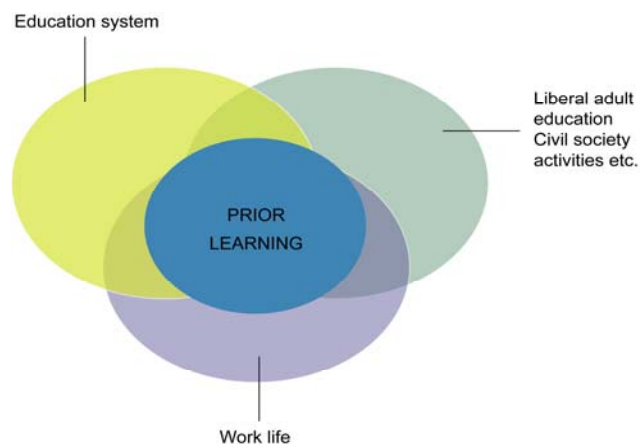 Education system
Liberal adult
education
Civil society
activities etc.
PRIOR
LEARNING
Work life